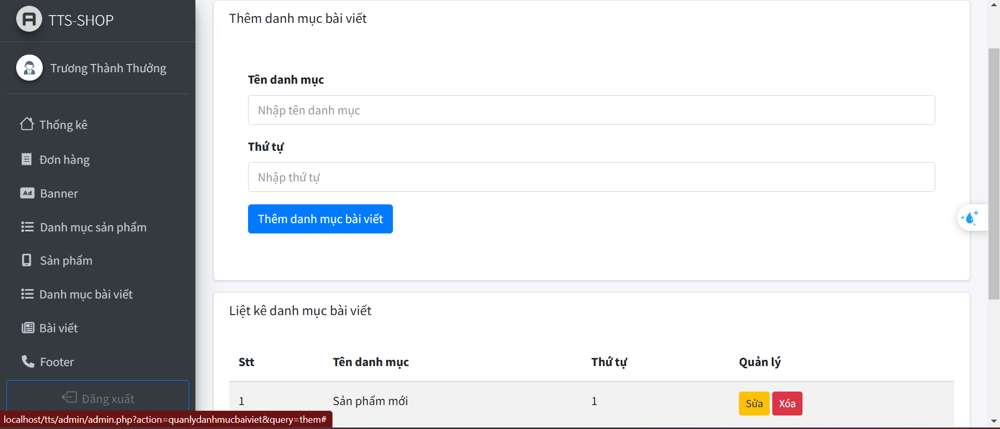 TTS-SHOP
Trương Thành Thưởng
Thống kê
Đơn hàng
Ad
Banner
Danh mục sản phẩm
Sản phẩm
Danh mục bài viết
Bài viết
Footer
Đăng xuất
localhost/tts/admin/admin.php?action=quanlydanhmucbaiviet&query=them#
Thêm danh mục bài viết
Tên danh mục
Nhập tên danh mục
Thứ tự
Nhập thứ tự
Thêm danh mục bài viết
Liệt kê danh mục bài viết
Stt Tên danh mục Thứ tự Quản lý
1 Sản phẩm mới 1 Sửa Xóa